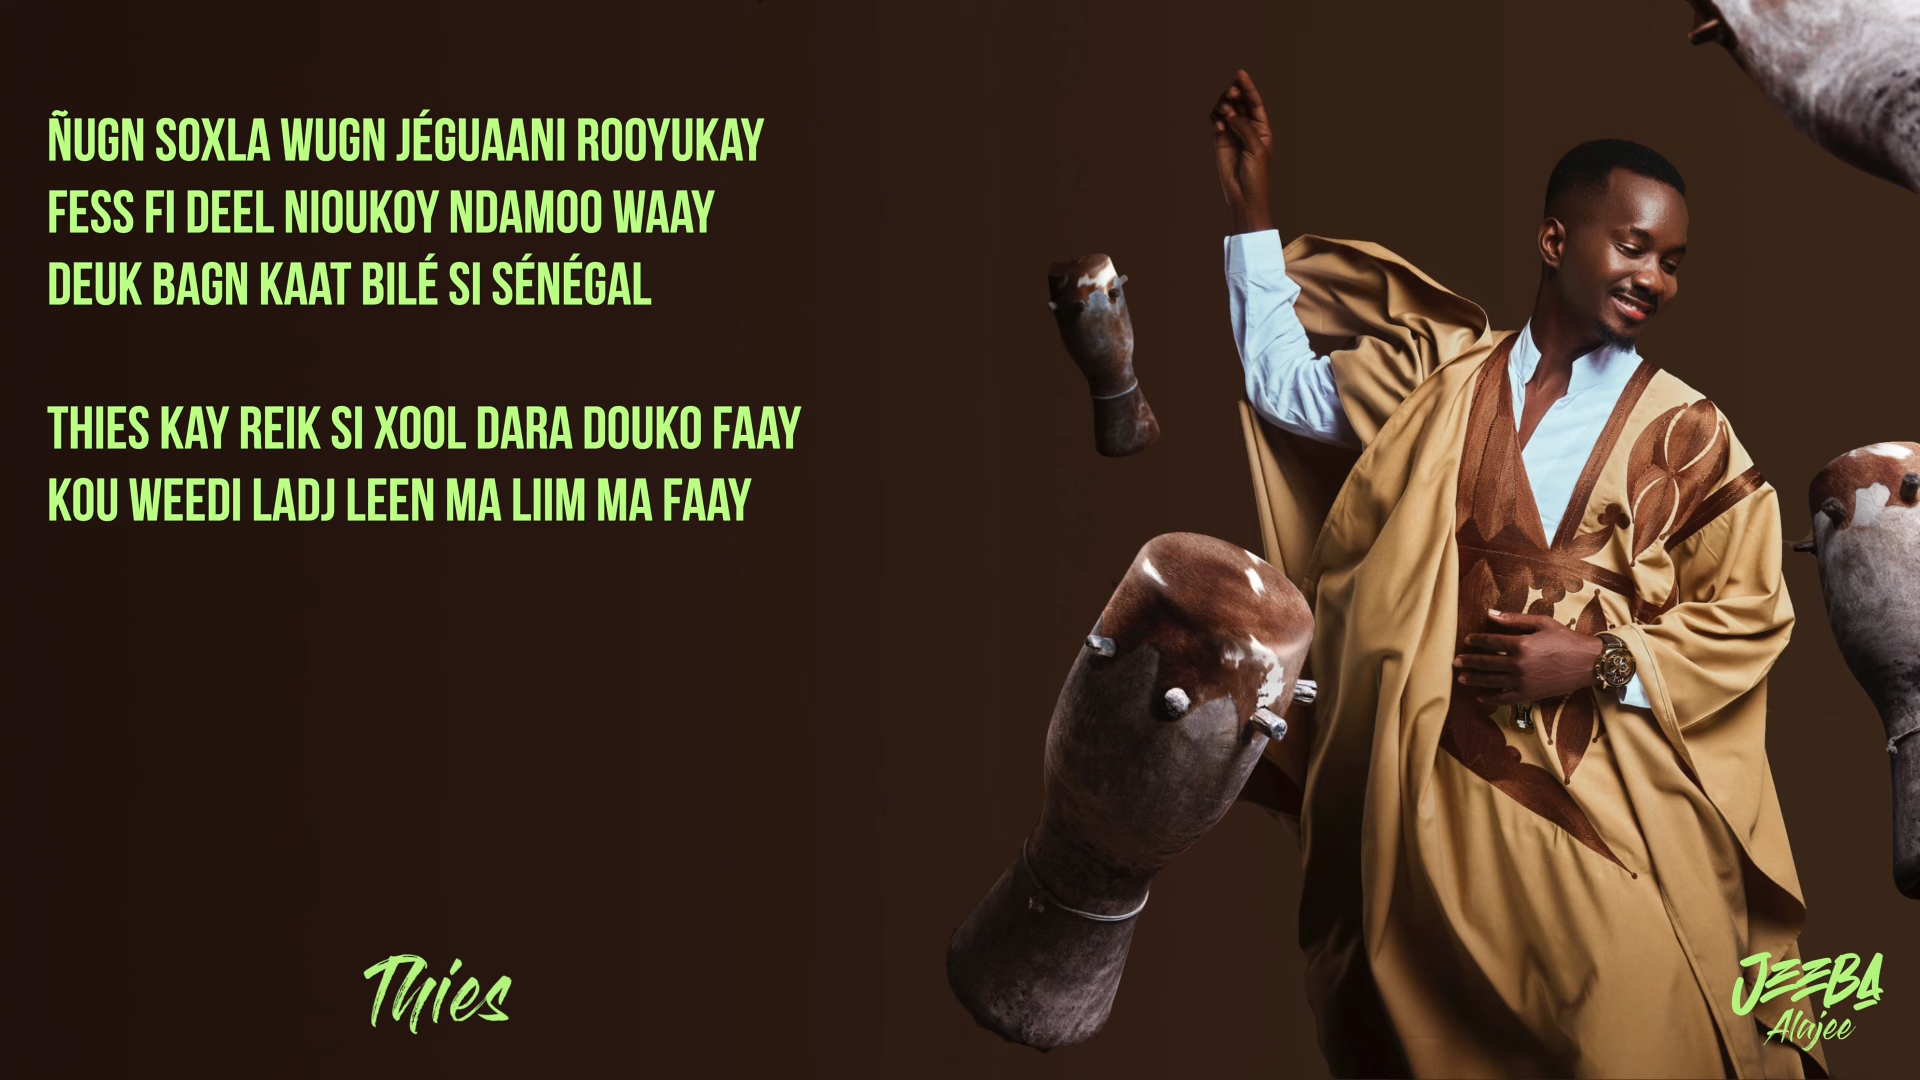 ÑUGN SOXLA WUGN JÉGUAANI ROOYUKAY
FESS FI DEEL NIOUKOY NDAMOO WAAY
DEUK BAGN KAAT BILÉ SI SÉNÉGAL
THIES KAY REIK SI XOOL DARA DOUKO FAAY
KOU WEEDI LADJ LEEN MA LIIM MA FAAY
Thies
JEEBA
Alajee